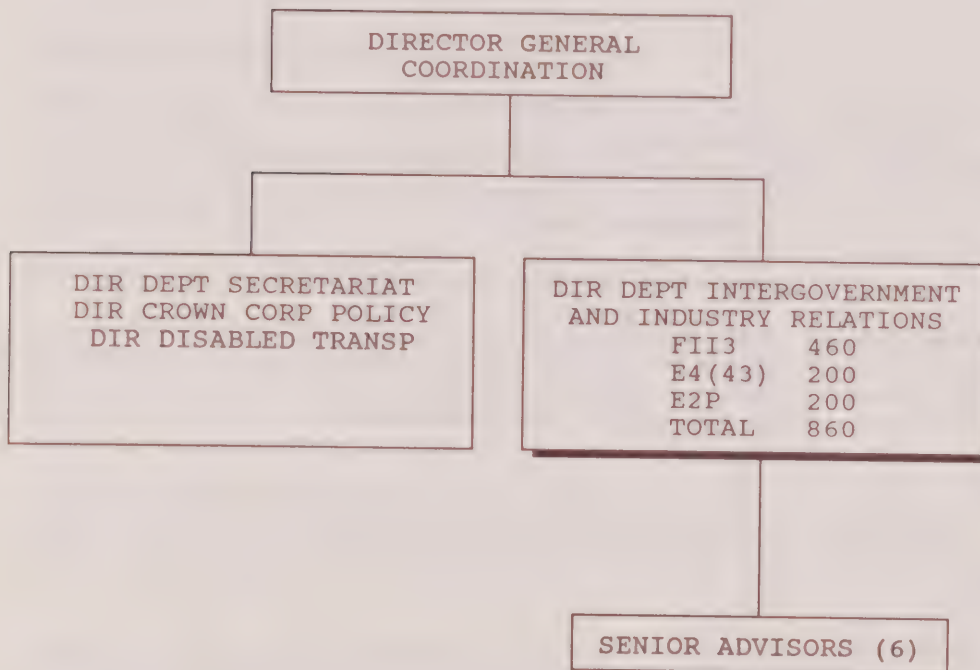 DIRECTOR GENERAL
COORDINATION
DIR DEPT SECRETARIAT
DIR CROWN CORP POLICY
DIR DISABLED TRANSP
DIR DEPT INTERGOVERNMENT
AND INDUSTRY RELATIONS
FII3 460
E4(43) 200
E2P 200
TOTAL 860
SENIOR ADVISORS (6)